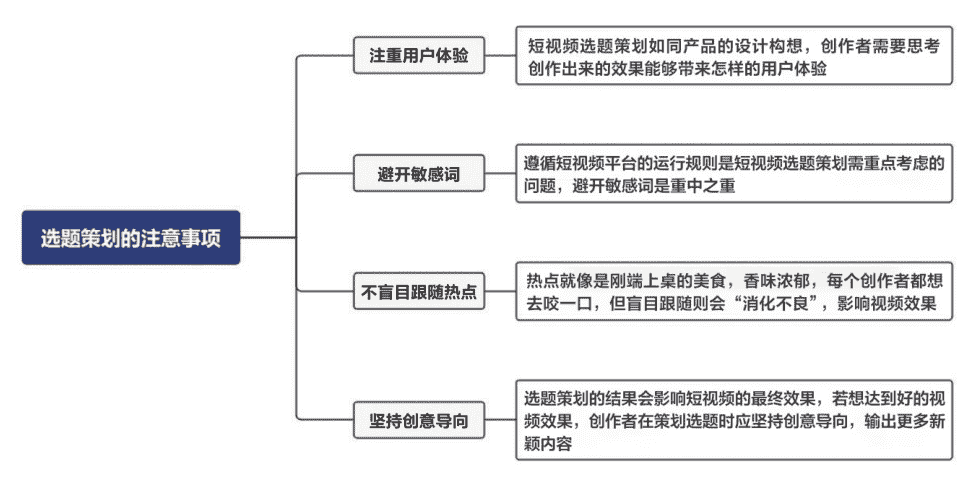 选题策划的注意事项
注重用户体验
短视频选题策划如同产品的设计构想，创作者需要思考
创作出来的效果能够带来怎样的用户体验
避开敏感词
遵循短视频平台的运行规则是短视频选题策划需重点考虑的
问题，避开敏感词是重中之重
不盲目跟随热点
热点就像是刚端上桌的美食，香味浓郁，每个创作者都想
去咬一口，但盲目跟随则会“消化不良”，影响视频效果
坚持创意导向
选题策划的结果会影响短视频的最终效果，若想达到好的视
频效果，创作者在策划选题时应坚持创意导向，输出更多新
颖内容